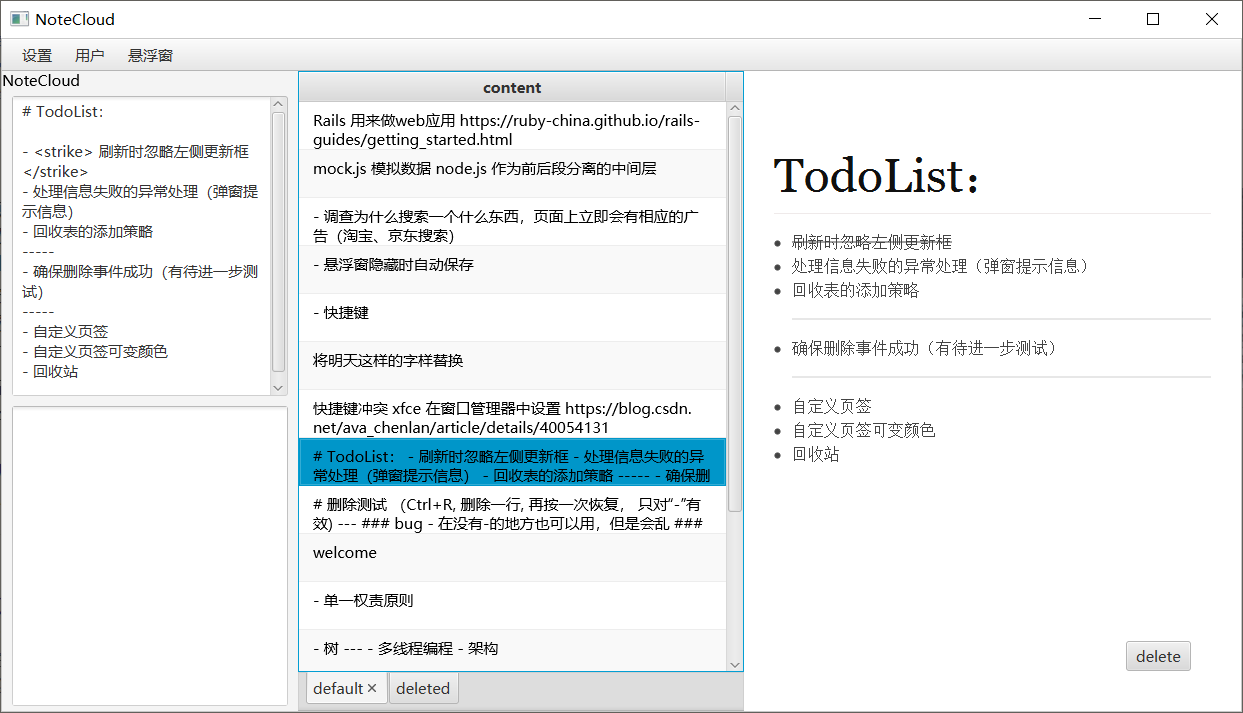 NoteCloud
设置 用户 悬浮窗
NoteCloud
# TodoList:
- <strike> 刷新时忽略左侧更新框
</strike>
- 处理信息失败的异常处理（弹窗提
示信息）
- 回收表的添加策略
-----
- 确保删除事件成功（有待进一步测
试）
-----
- 自定义页签
- 自定义页签可变颜色
- 回收站
content
Rails 用来做web应用 https://ruby-china.github.io/rails-
guides/getting_started.html
mock.js 模拟数据 node.js 作为前后段分离的中间层
- 调查为什么搜索一个什么东西，页面上立即会有相应的广
告（淘宝、京东搜索）
- 悬浮窗隐藏时自动保存
- 快捷键
将明天这样的字样替换
快捷键冲突 xfce 在窗口管理器中设置 https://blog.csdn.
net/ava_chenlan/article/details/40054131
# TodoList： - 刷新时忽略左侧更新框 - 处理信息失败的异
常处理（弹窗提示信息） - 回收表的添加策略 ----- - 确保删
# 删除测试 （Ctrl+R, 删除一行, 再按一次恢复， 只对“-”有
效) --- ### bug - 在没有-的地方也可以用，但是会乱 ###
welcome
- 单一权责原则
- 树 --- - 多线程编程 - 架构
default ✕ deleted
TodoList：
刷新时忽略左侧更新框
处理信息失败的异常处理（弹窗提示信息）
回收表的添加策略
确保删除事件成功（有待进一步测试）
自定义页签
自定义页签可变颜色
回收站
delete